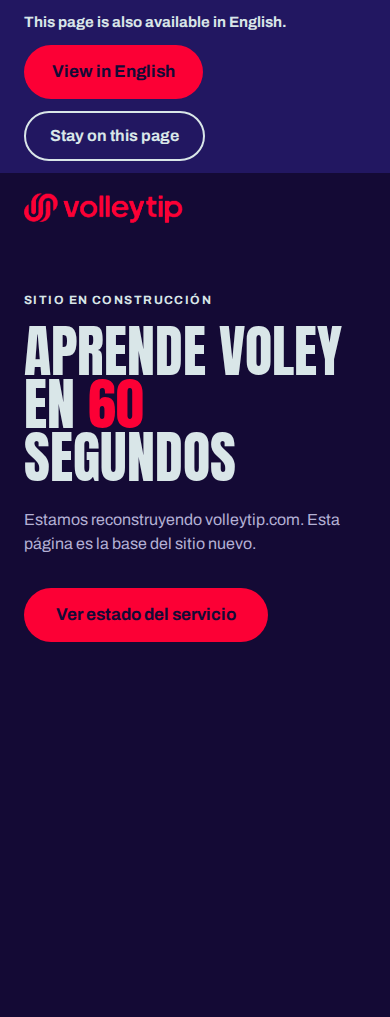 This page is also available in English.
View in English
Stay on this page
volleytip
SITIO EN CONSTRUCCIÓN
APRENDE VOLEY
EN 60
SEGUNDOS
Estamos reconstruyendo volleytip.com. Esta
página es la base del sitio nuevo.
Ver estado del servicio